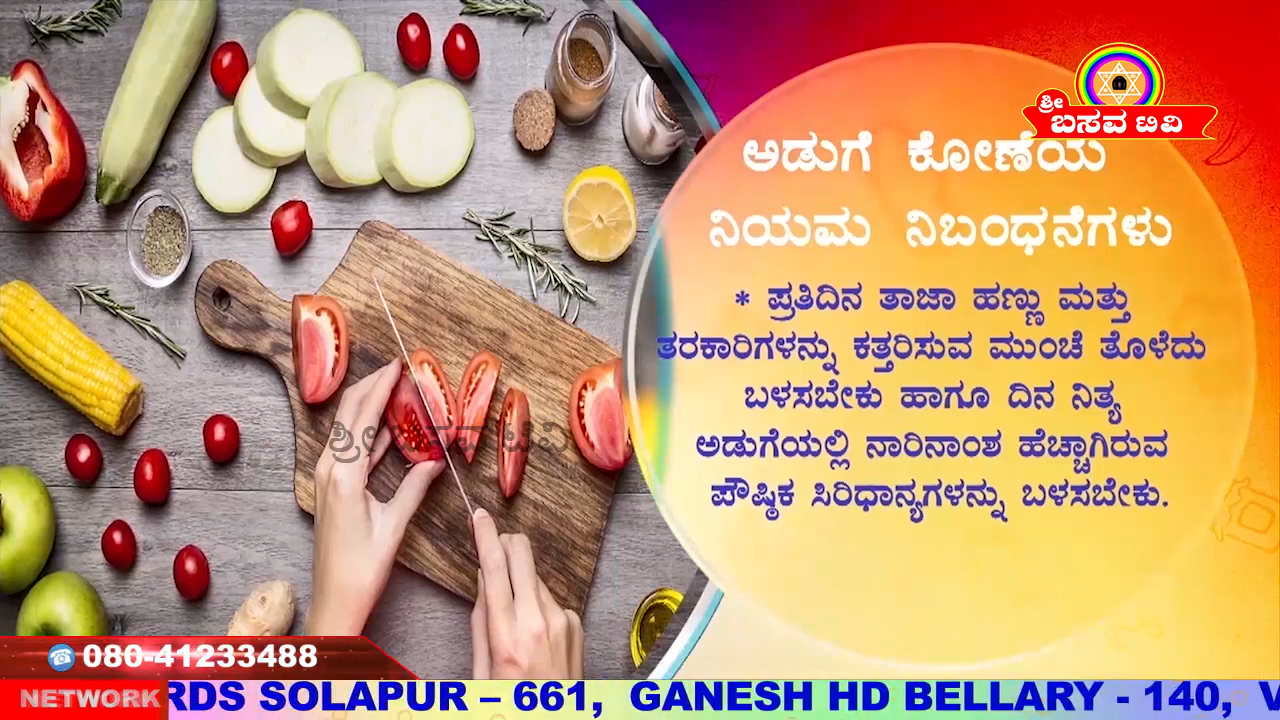 ಶ್ರೀ
ಬಸವ ಟಿವಿ
ಅಡುಗೆ ಕೋಣೆಯ
ನಿಯಮ ನಿಬಂಧನೆಗಳು
* ಪ್ರತಿದಿನ ತಾಜಾ ಹಣ್ಣು ಮತ್ತು
ತರಕಾರಿಗಳನ್ನು ಕತ್ತರಿಸುವ ಮುಂಚೆ ತೊಳೆದು
ಬಳಸಬೇಕು ಹಾಗೂ ದಿನ ನಿತ್ಯ
ಅಡುಗೆಯಲ್ಲಿ ನಾರಿನಾಂಶ ಹೆಚ್ಚಾಗಿರುವ
ಪೌಷ್ಠಿಕ ಸಿರಿಧಾನ್ಯಗಳನ್ನು ಬಳಸಬೇಕು.
ಶ್ರೀ ಬಸವ ಟಿವಿ
080-41233488
NETWORK RDS SOLAPUR – 661, GANESH HD BELLARY - 140, V